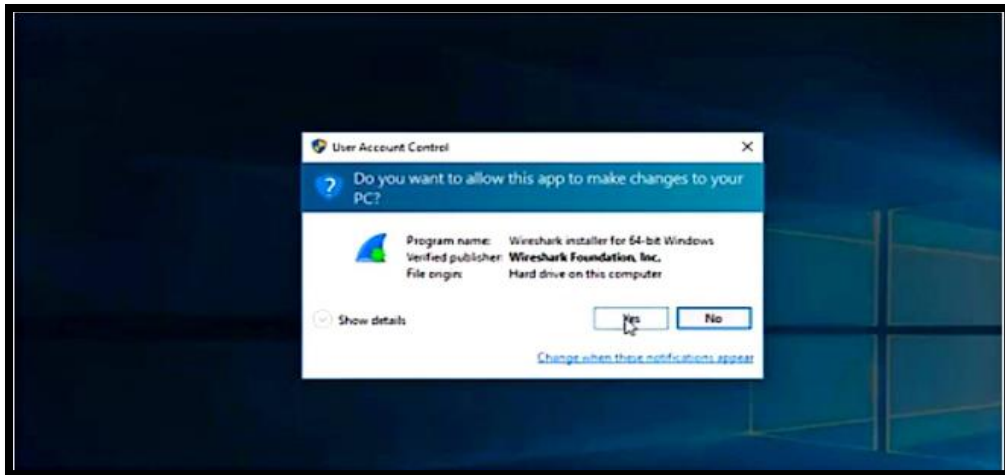 User Account Control
Do you want to allow this app to make changes to your
PC?
Program name: Wireshark installer for 64-bit Windows
Verified publisher: Wireshark Foundation, Inc.
File origin: Hard drive on this computer
Show details
Yes
No
Change when these notifications appear